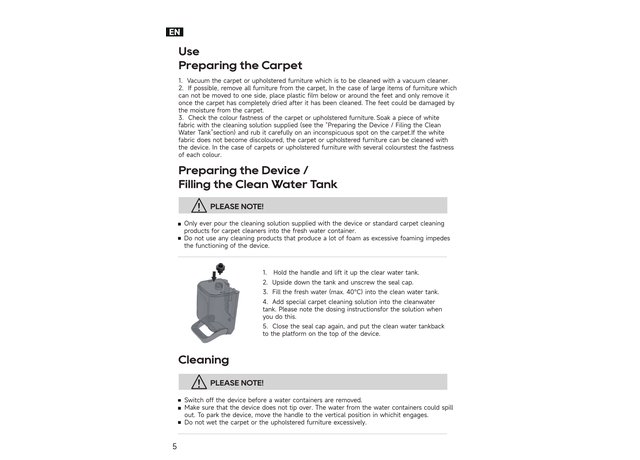 EN
Use
Preparing the Carpet
1. Vacuum the carpet or upholstered furniture which is to be cleaned with a vacuum cleaner.
2. If possible, remove all furniture from the carpet, In the case of large items of furniture which
can not be moved to one side, place plastic film below or around the feet and only remove it
once the carpet has completely dried after it has been cleaned. The feet could be damaged by
the moisture from the carpet.
3. Check the colour fastness of the carpet or upholstered furniture. Soak a piece of white
fabric with the cleaning solution supplied (see the "Preparing the Device / Filing the Clean
Water Tank"section) and rub it carefully on an inconspicuous spot on the carpet.If the white
fabric does not become discoloured, the carpet or upholstered furniture can be cleaned with
the device. In the case of carpets or upholstered furniture with several colourstest the fastness
of each colour.
Preparing the Device /
Filling the Clean Water Tank
PLEASE NOTE!
■ Only ever pour the cleaning solution supplied with the device or standard carpet cleaning
products for carpet cleaners into the fresh water container.
■ Do not use any cleaning products that produce a lot of foam as excessive foaming impedes
the functioning of the device.
1. Hold the handle and lift it up the clear water tank.
2. Upside down the tank and unscrew the seal cap.
3. Fill the fresh water (max. 40°C) into the clean water tank.
4. Add special carpet cleaning solution into the cleanwater
tank. Please note the dosing instructionsfor the solution when
you do this.
5. Close the seal cap again, and put the clean water tankback
to the platform on the top of the device.
Cleaning
PLEASE NOTE!
■ Switch off the device before a water containers are removed.
■ Make sure that the device does not tip over. The water from the water containers could spill
out. To park the device, move the handle to the vertical position in whichit engages.
■ Do not wet the carpet or the upholstered furniture excessively.
5